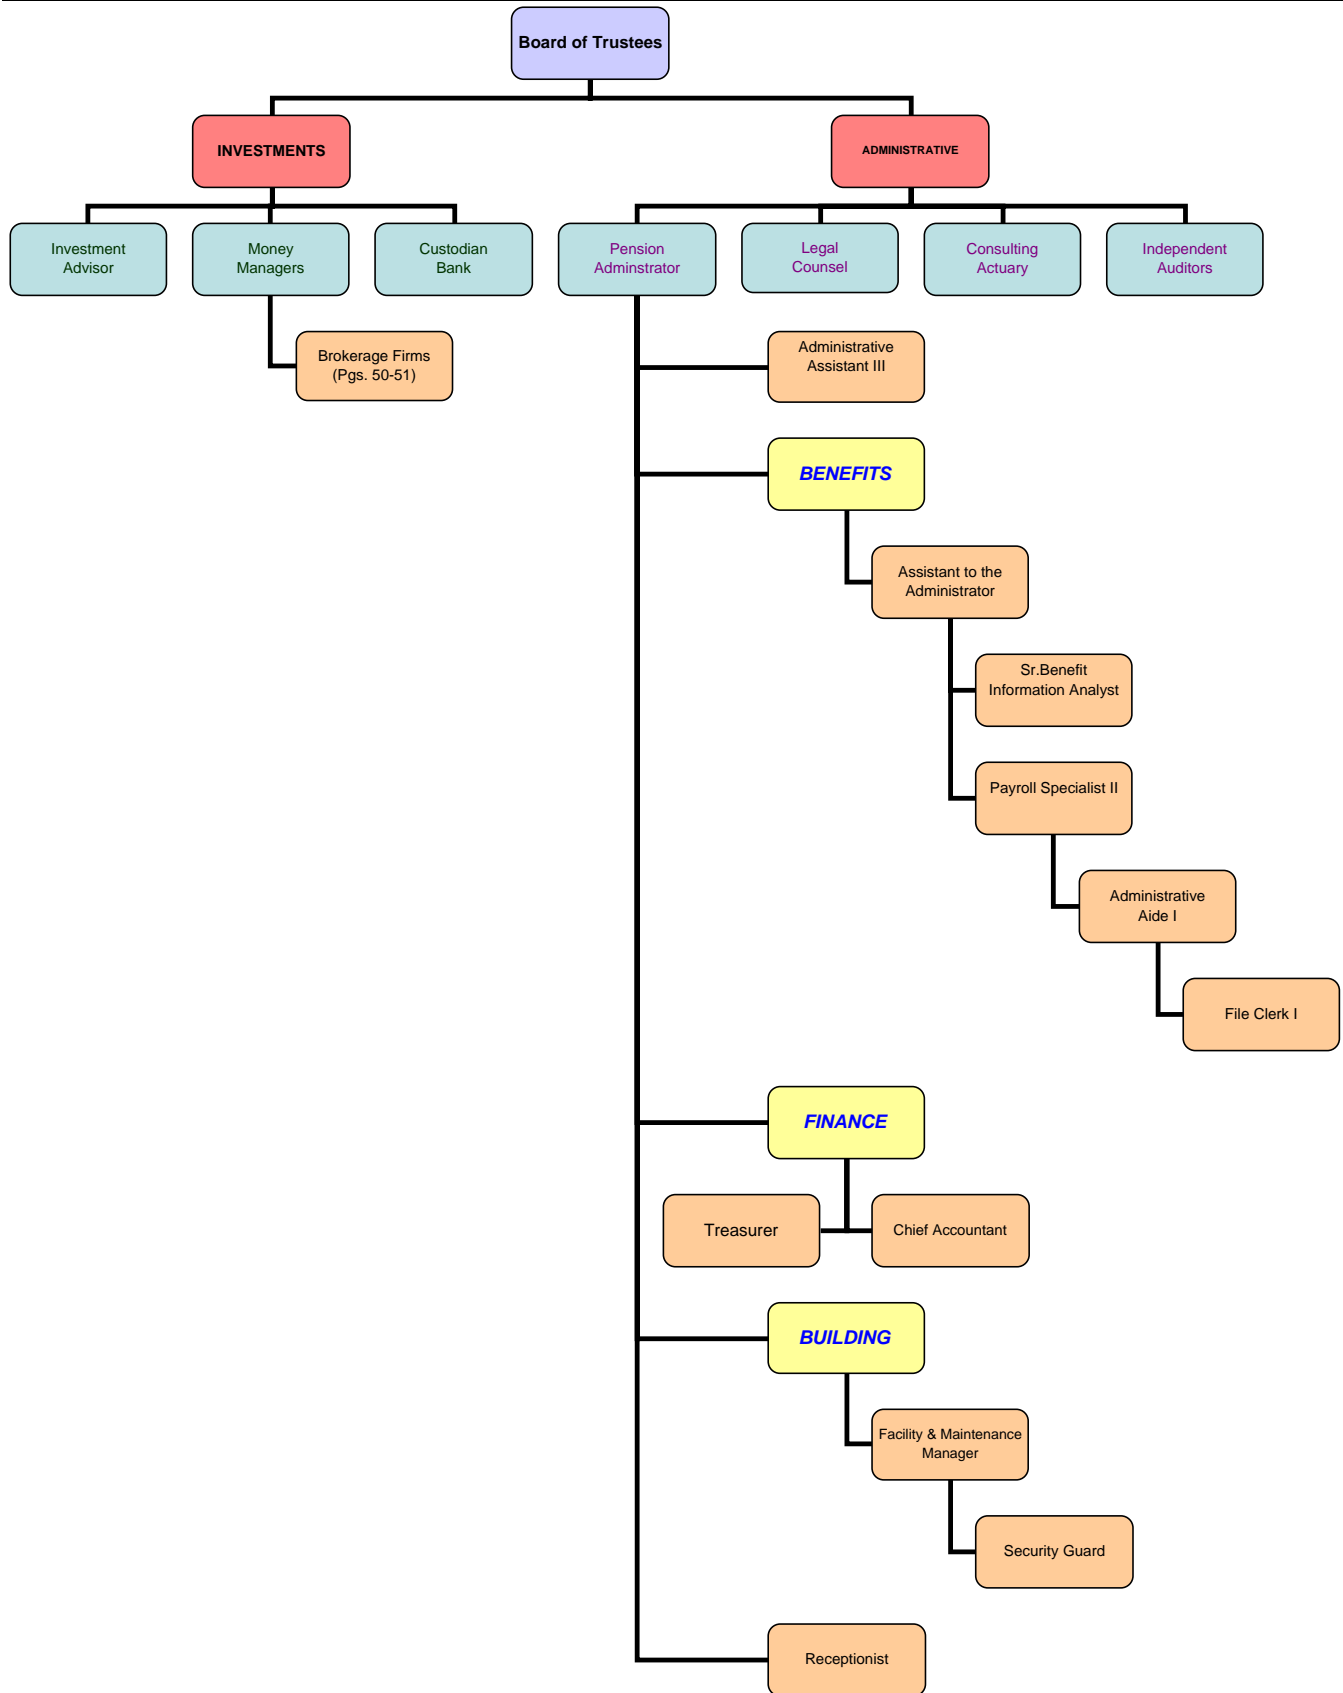 Board of Trustees
INVESTMENTS
ADMINISTRATIVE
Investment
Advisor
Money
Managers
Custodian
Bank
Pension
Adminstrator
Legal
Counsel
Consulting
Actuary
Independent
Auditors
Brokerage Firms
(Pgs. 50-51)
Administrative
Assistant III
BENEFITS
Assistant to the
Administrator
Sr.Benefit
Information Analyst
Payroll Specialist II
Administrative
Aide I
File Clerk I
FINANCE
Treasurer
Chief Accountant
BUILDING
Facility & Maintenance
Manager
Security Guard
Receptionist